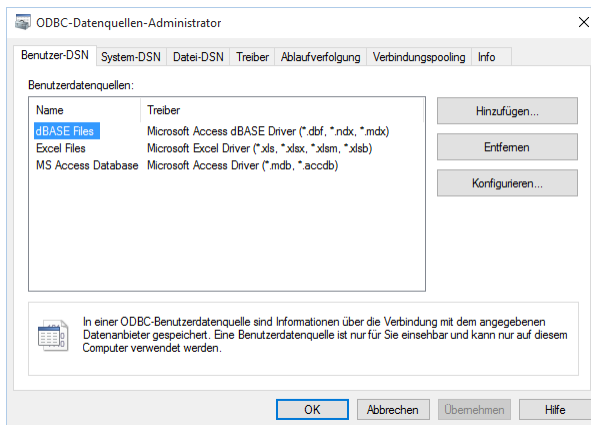 ODBC-Datenquellen-Administrator
Benutzer-DSN System-DSN Datei-DSN Treiber Ablaufverfolgung Verbindungspooling Info
Benutzerdatenquellen:
Name Treiber
dBASE Files Microsoft Access dBASE Driver (*.dbf, *.ndx, *.mdx)
Excel Files Microsoft Excel Driver (*.xls, *.xlsx, *.xlsm, *.xlsb)
MS Access Database Microsoft Access Driver (*.mdb, *.accdb)
Hinzufügen...
Entfernen
Konfigurieren...
In einer ODBC-Benutzerdatenquelle sind Informationen über die Verbindung mit dem angegebenen
Datenanbieter gespeichert. Eine Benutzerdatenquelle ist nur für Sie einsehbar und kann nur auf diesem
Computer verwendet werden.
OK Abbrechen Übernehmen Hilfe